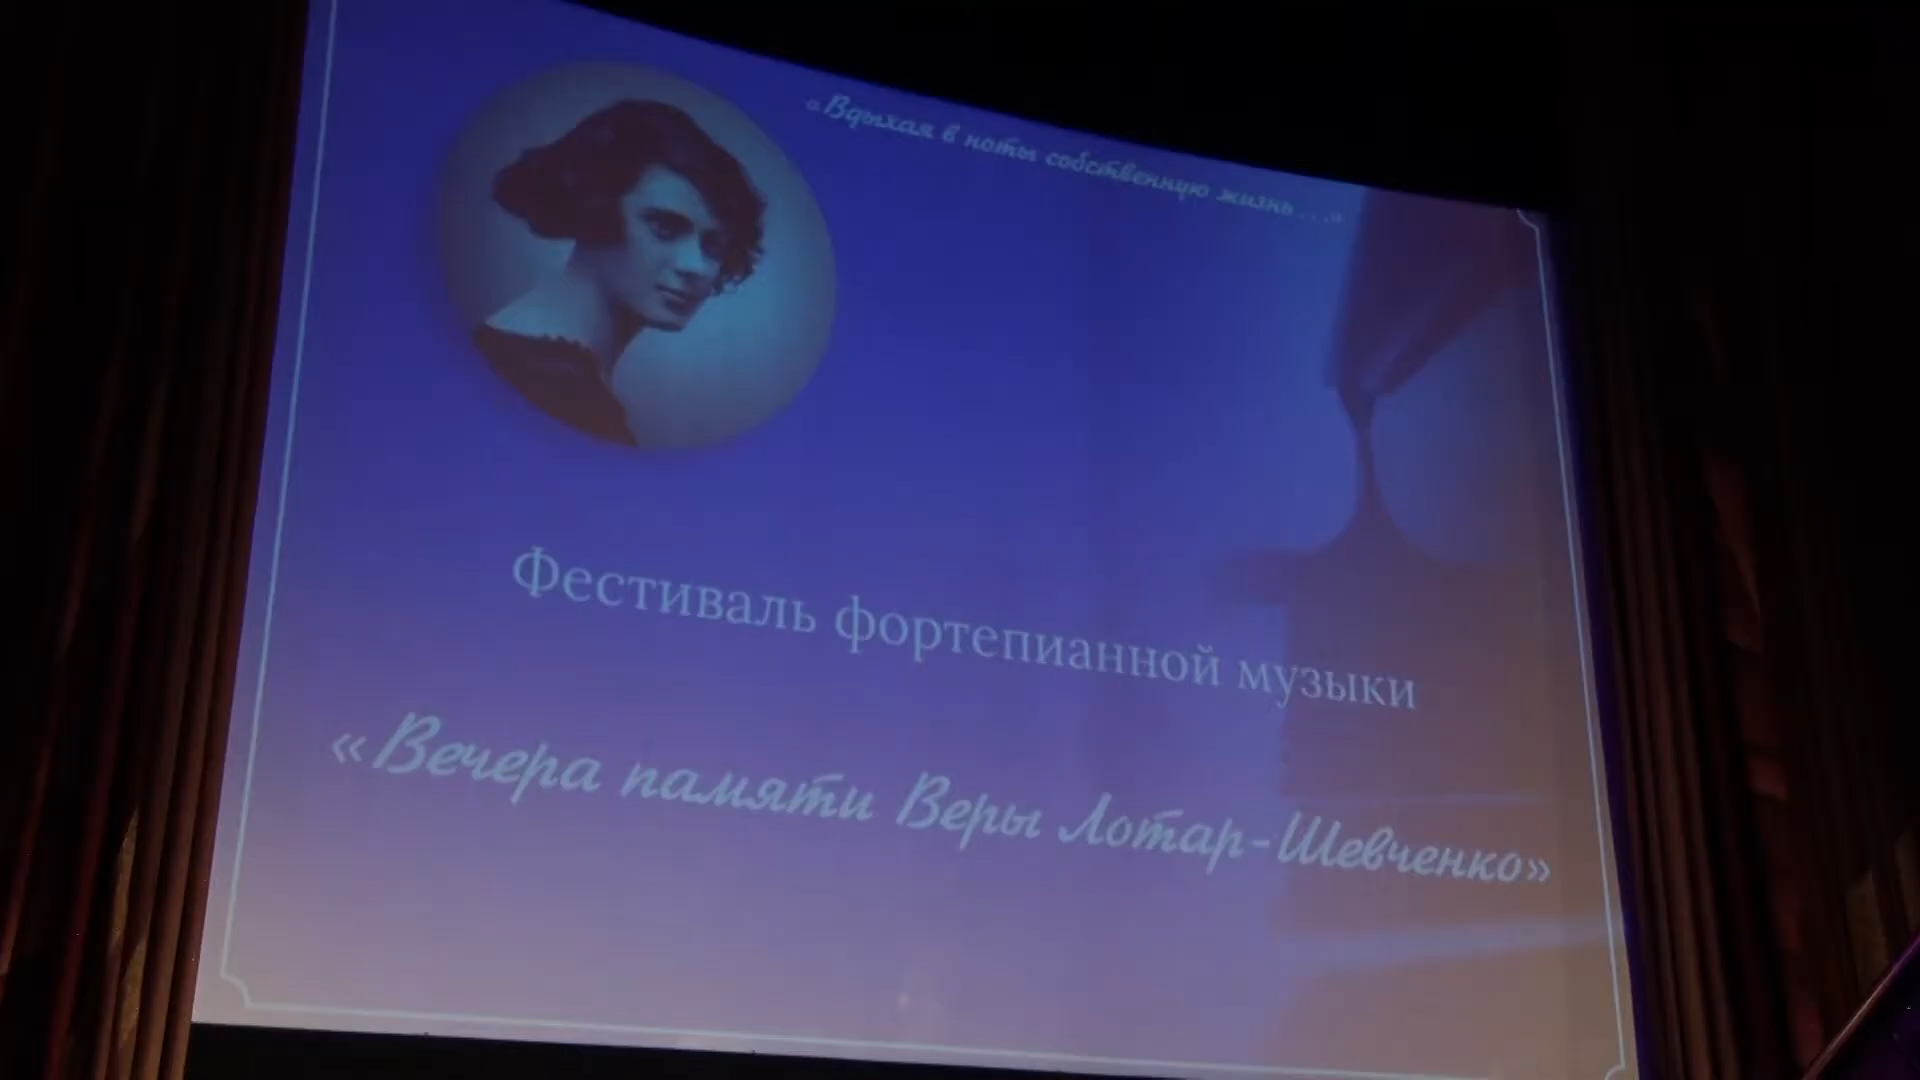 «Вдыхая в ноты собственную жизнь...»
Фестиваль фортепианной музыки
«Вечера памяти Веры Лотар-Шевченко»